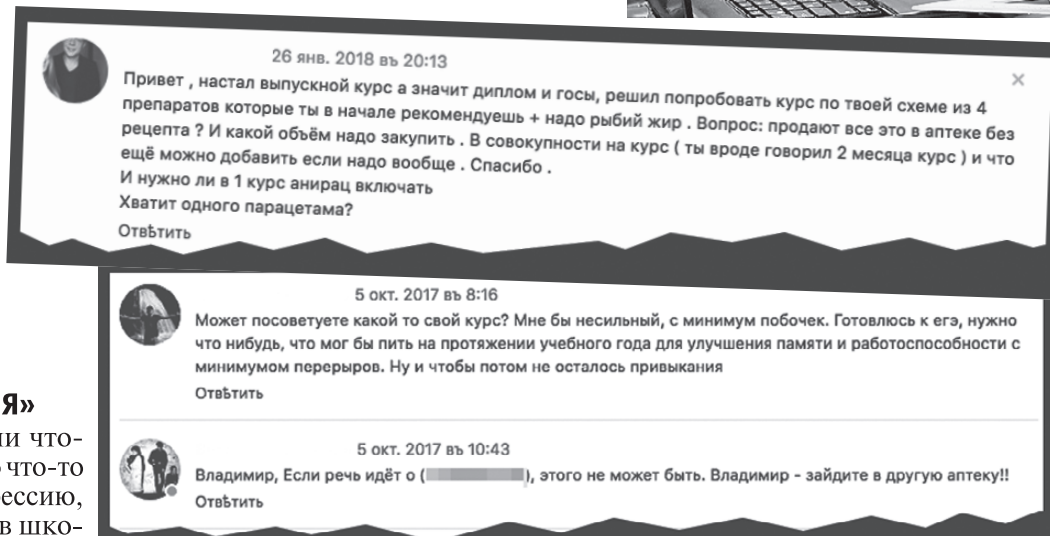 26 янв. 2018 въ 20:13
Привет , настал выпускной курс а значит диплом и госы, решил попробовать курс по твоей схеме из 4
препаратов которые ты в начале рекомендуешь + надо рыбий жир . Вопрос: продают все это в аптеке без
рецепта ? И какой объём надо закупить . В совокупности на курс ( ты вроде говорил 2 месяца курс ) и что
ещё можно добавить если надо вообще . Спасибо .
И нужно ли в 1 курс анирац включать
Хватит одного парацетама?
Отвѣтить
5 окт. 2017 въ 8:16
Может посоветуете какой то свой курс? Мне бы несильный, с минимум побочек. Готовлюсь к егэ, нужно
что нибудь, что мог бы пить на протяжении учебного года для улучшения памяти и работоспособности с
минимумом перерыров. Ну и чтобы потом не осталось привыкания
Отвѣтить
5 окт. 2017 въ 10:43
Владимир, Если речь идёт о ( ), этого не может быть. Владимир - зайдите в другую аптеку!!
Отвѣтить
Я»
ли что-
о что-то
рессию,
в шко-